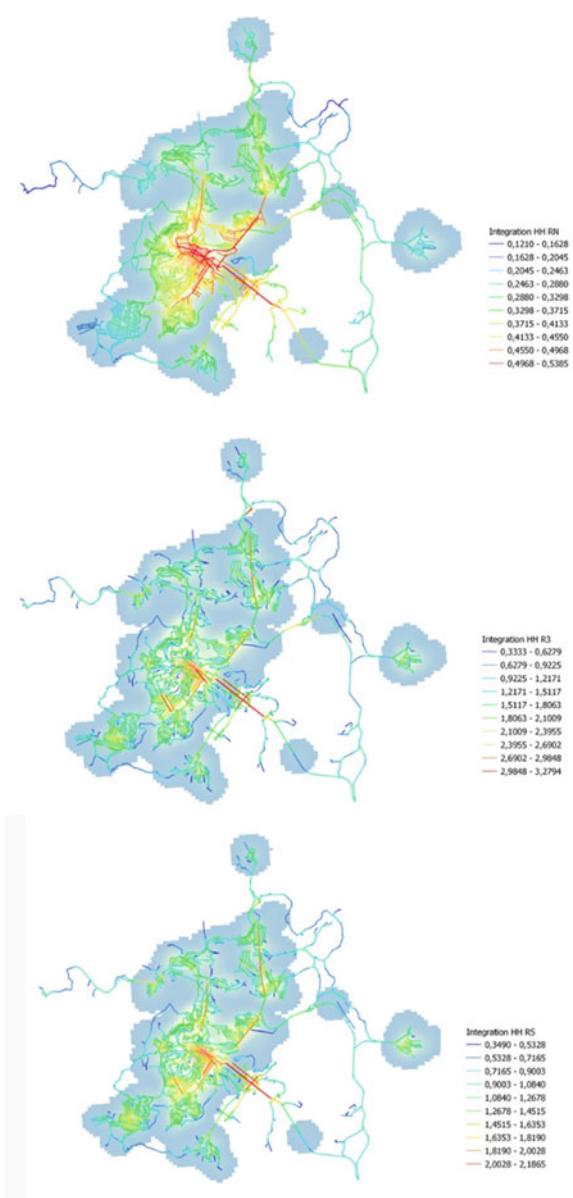 Integration HH RN
0,1210 - 0,1628
0,1628 - 0,2045
0,2045 - 0,2463
0,2463 - 0,2880
0,2880 - 0,3298
0,3298 - 0,3715
0,3715 - 0,4133
0,4133 - 0,4550
0,4550 - 0,4968
0,4968 - 0,5385
Integration HH R3
0,3333 - 0,6279
0,6279 - 0,9225
0,9225 - 1,2171
1,2171 - 1,5117
1,5117 - 1,8063
1,8063 - 2,1009
2,1009 - 2,3955
2,3955 - 2,6902
2,6902 - 2,9848
2,9848 - 3,2794
Integration HH R5
0,3490 - 0,5328
0,5328 - 0,7165
0,7165 - 0,9003
0,9003 - 1,0840
1,0840 - 1,2678
1,2678 - 1,4515
1,4515 - 1,6353
1,6353 - 1,8190
1,8190 - 2,0028
2,0028 - 2,1865